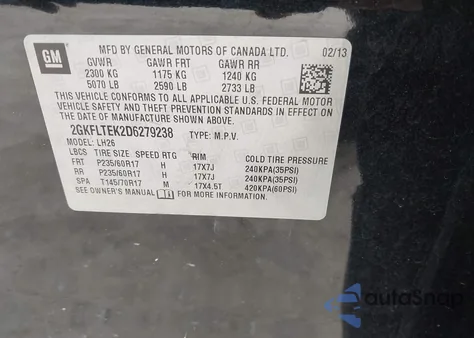 GM
MFD BY GENERAL MOTORS OF CANADA LTD. 02/13
GVWR GAWR FRT GAWR RR
2300 KG 1175 KG 1240 KG
5070 LB 2590 LB 2733 LB
THIS VEHICLE CONFORMS TO ALL APPLICABLE U.S. FEDERAL MOTOR
VEHICLE SAFETY AND THEFT PREVENTION STANDARDS IN EFFECT ON
THE DATE OF MANUFACTURE SHOWN ABOVE.
2GKFLTEK2D6279238 TYPE: M.P.V.
MODEL: LH26
LBCS TIRE SIZE SPEED RTG RIM COLD TIRE PRESSURE
FRT P235/60R17 H 17X7J 240KPA(35PSI)
RR P235/60R17 H 17X7J 240KPA(35PSI)
SPA T145/70R17 M 17X4.5T 420KPA(60PSI)
SEE OWNER'S MANUAL FOR MORE INFORMATION.
autoSnap